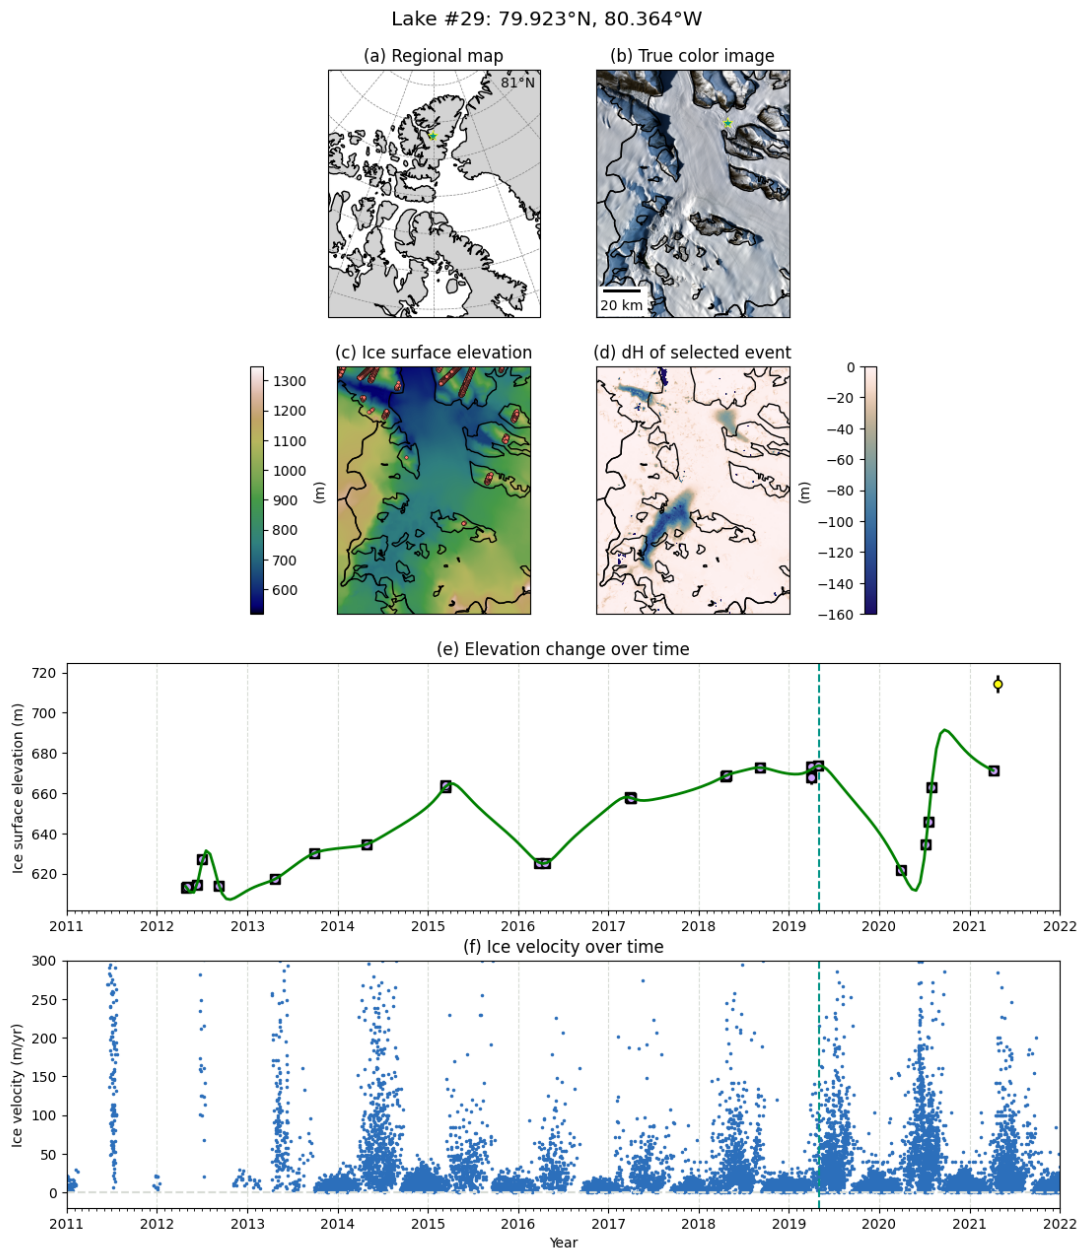 Lake #29: 79.923°N, 80.364°W
(a) Regional map
(b) True color image
81°N
20 km
(c) Ice surface elevation
(d) dH of selected event
1300
1200
1100
1000
900
800
700
600
(m)
0
−20
−40
−60
−80
−100
−120
−140
−160
(m)
(e) Elevation change over time
720
700
680
660
640
620
Ice surface elevation (m)
2011 2012 2013 2014 2015 2016 2017 2018 2019 2020 2021 2022
(f) Ice velocity over time
300
250
200
150
100
50
0
Ice velocity (m/yr)
2011 2012 2013 2014 2015 2016 2017 2018 2019 2020 2021 2022
Year